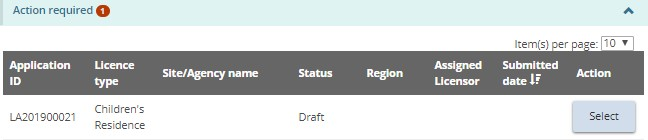 Action required 1
Item(s) per page: 10
Application ID Licence type Site/Agency name Status Region Assigned Licensor Submitted date Action
LA201900021 Children's Residence Draft Select